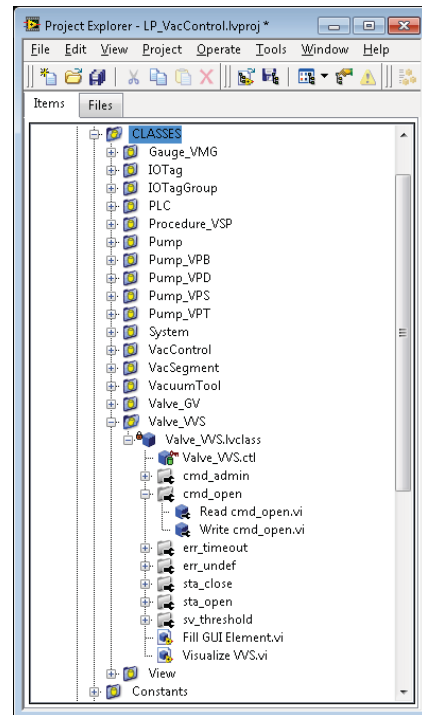 Project Explorer - LP_VacControl.lvproj *
File Edit View Project Operate Tools Window Help
Items Files
CLASSES
Gauge_VMG
IOTag
IOTagGroup
PLC
Procedure_VSP
Pump
Pump_VPB
Pump_VPD
Pump_VPS
Pump_VPT
System
VacControl
VacSegment
VacuumTool
Valve_GV
Valve_VVS
Valve_VVS.lvclass
Valve_VVS.ctl
cmd_admin
cmd_open
Read cmd_open.vi
Write cmd_open.vi
err_timeout
err_undef
sta_close
sta_open
sv_threshold
Fill GUI Element.vi
Visualize VVS.vi
View
Constants